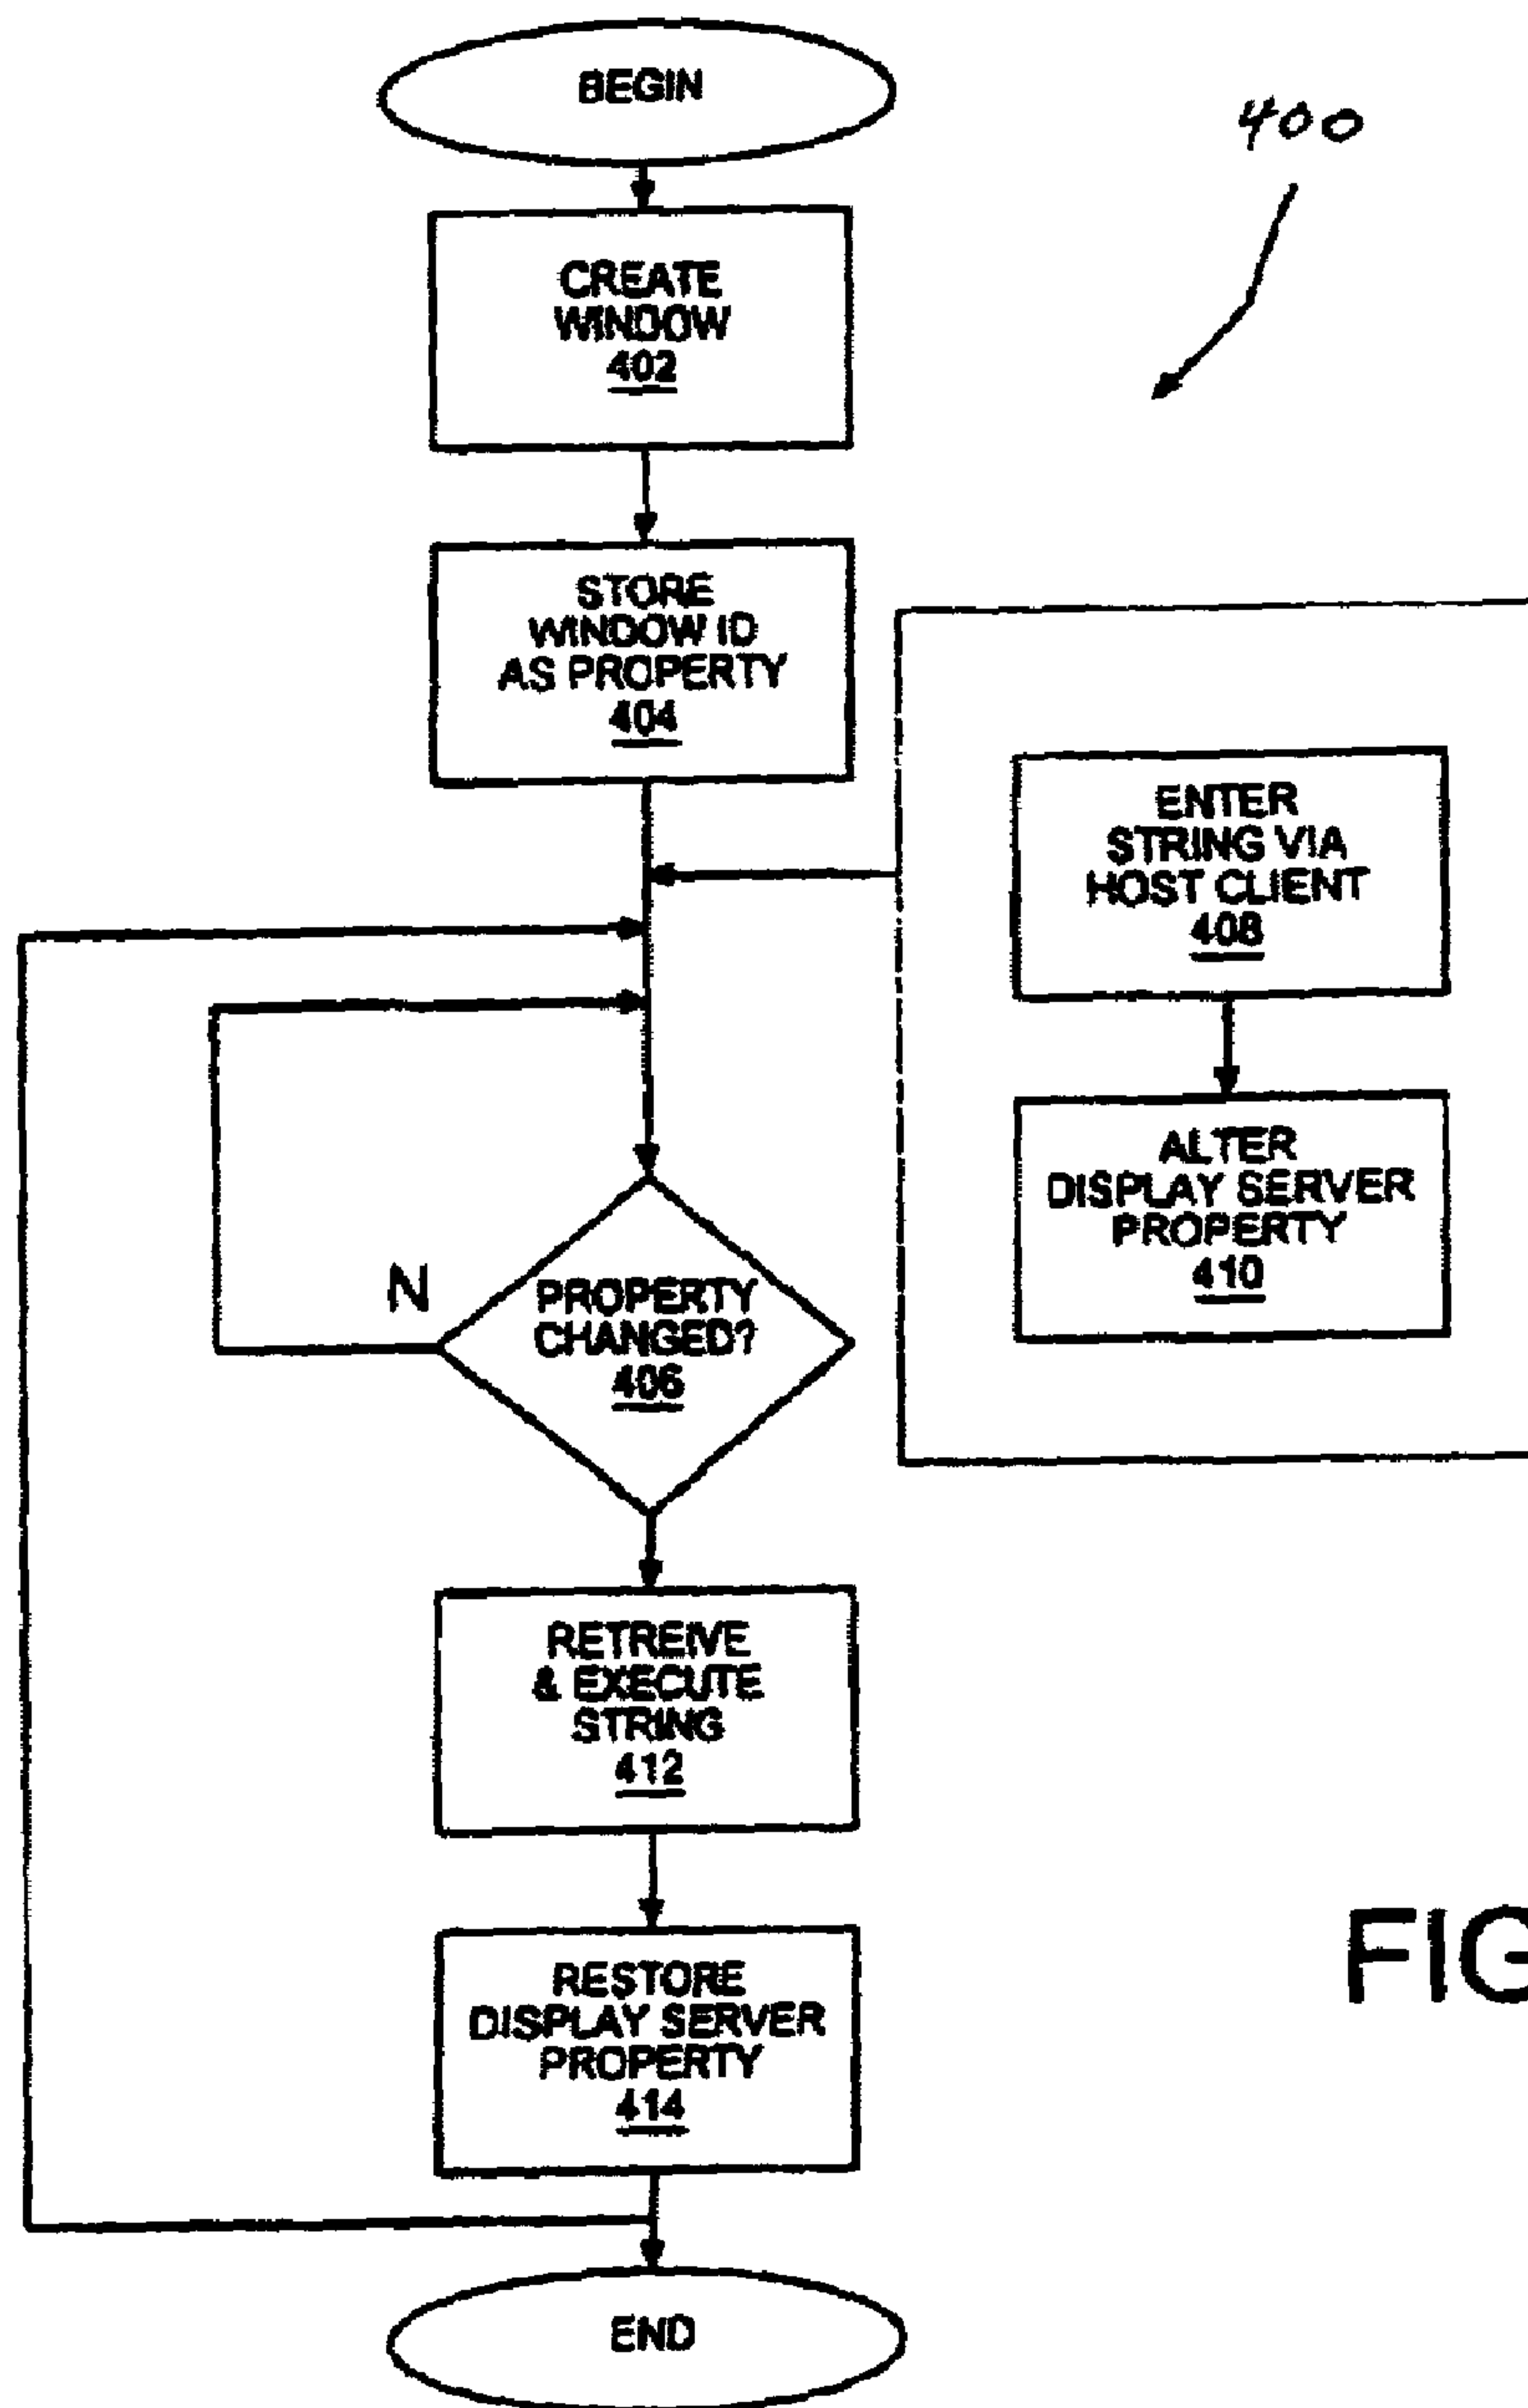 BEGIN
400
CREATE
WINDOW
402
STORE
WINDOW ID
AS PROPERTY
404
ENTER
STRING VIA
HOST CLIENT
408
ALTER
DISPLAY SERVER
PROPERTY
410
N
PROPERTY
CHANGED?
406
RETREIVE
& EXECUTE
STRING
412
FIG
RESTORE
DISPLAY SERVER
PROPERTY
414
END